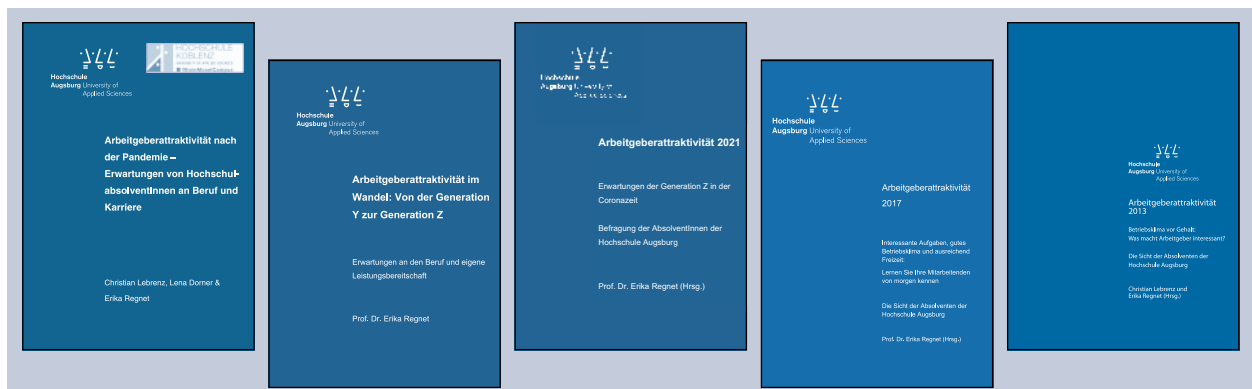 Hochschule
Augsburg University of
Applied Sciences
HOCHSCHULE
KOBLENZ
Arbeitgeberattraktivität nach
der Pandemie –
Erwartungen von Hochschul-
absolventInnen an Beruf und
Karriere
Christian Lebrenz, Lena Dorner &
Erika Regnet
Hochschule
Augsburg University of
Applied Sciences
Arbeitgeberattraktivität im
Wandel: Von der Generation
Y zur Generation Z
Erwartungen an den Beruf und eigene
Leistungsbereitschaft
Prof. Dr. Erika Regnet
Hochschule
Augsburg University of
Applied Sciences
Arbeitgeberattraktivität 2021
Erwartungen der Generation Z in der
Coronazeit
Befragung der AbsolventInnen der
Hochschule Augsburg
Prof. Dr. Erika Regnet (Hrsg.)
Hochschule
Augsburg University of
Applied Sciences
Arbeitgeberattraktivität
2017
Interessante Aufgaben, gutes
Betriebsklima und ausreichend
Freizeit:
Lernen Sie Ihre Mitarbeitenden
von morgen kennen
Die Sicht der Absolventen der
Hochschule Augsburg
Prof. Dr. Erika Regnet (Hrsg.)
Hochschule
Augsburg University of
Applied Sciences
Arbeitgeberattraktivität
2013
Betriebsklima vor Gehalt:
Was macht Arbeitgeber interessant?
Die Sicht der Absolventen der
Hochschule Augsburg
Christian Lebrenz und
Erika Regnet (Hrsg.)